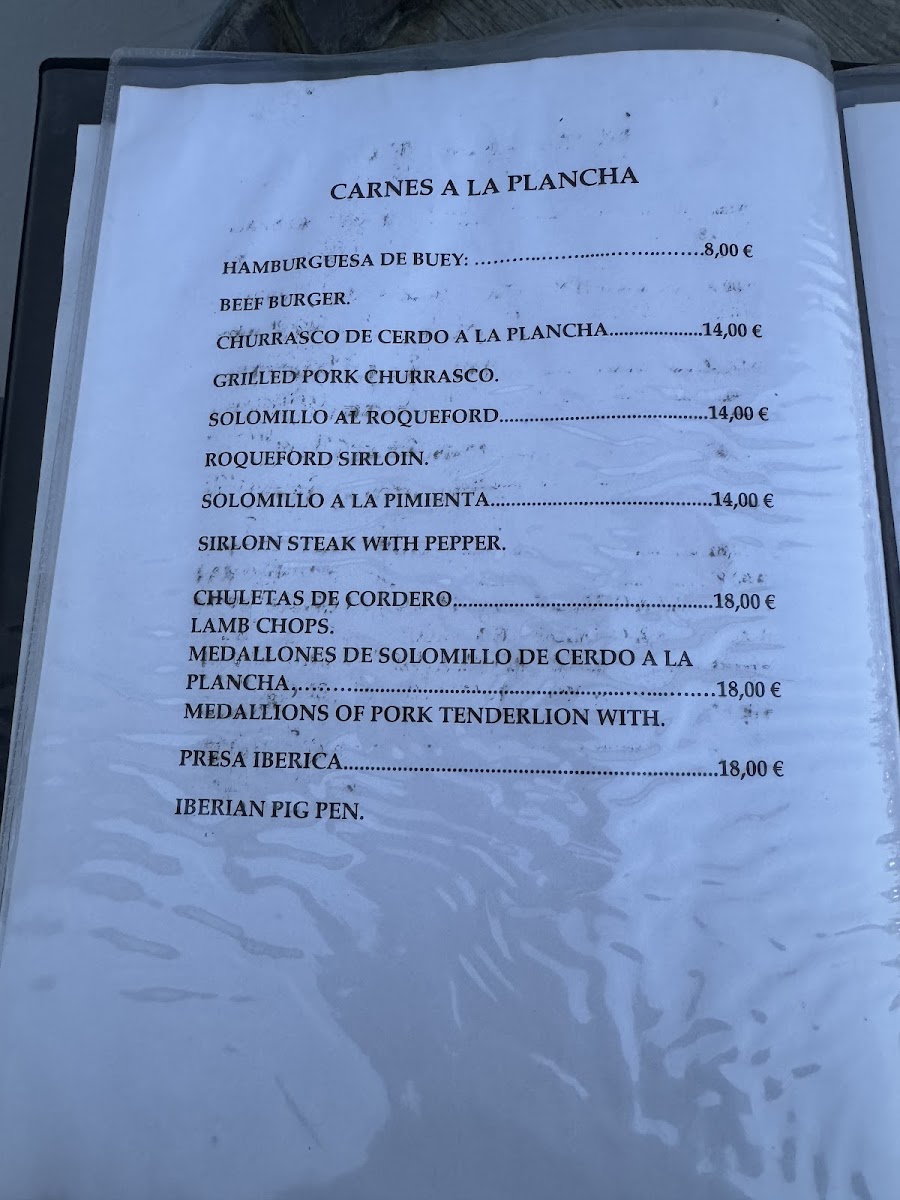 CARNES A LA PLANCHA
HAMBURGUESA DE BUEY: ……………………………8,00 €
BEEF BURGER.
CHURRASCO DE CERDO A LA PLANCHA...................14,00 €
GRILLED PORK CHURRASCO.
SOLOMILLO AL ROQUEFORD..........................................14,00 €
ROQUEFORD SIRLOIN.
SOLOMILLO A LA PIMIENTA.............................................14,00 €
SIRLOIN STEAK WITH PEPPER.
CHULETAS DE CORDERO....................................................18,00 €
LAMB CHOPS.
MEDALLONES DE SOLOMILLO DE CERDO A LA
PLANCHA,………..................................................…......………18,00 €
MEDALLIONS OF PORK TENDERLION WITH.
PRESA IBERICA...........................................................................18,00 €
IBERIAN PIG PEN.